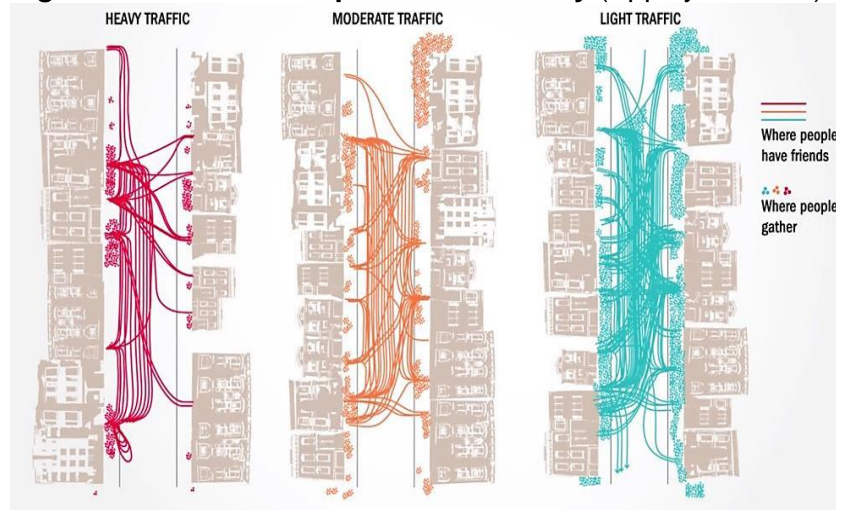 HEAVY TRAFFIC
MODERATE TRAFFIC
LIGHT TRAFFIC
Where people
have friends
Where people
gather